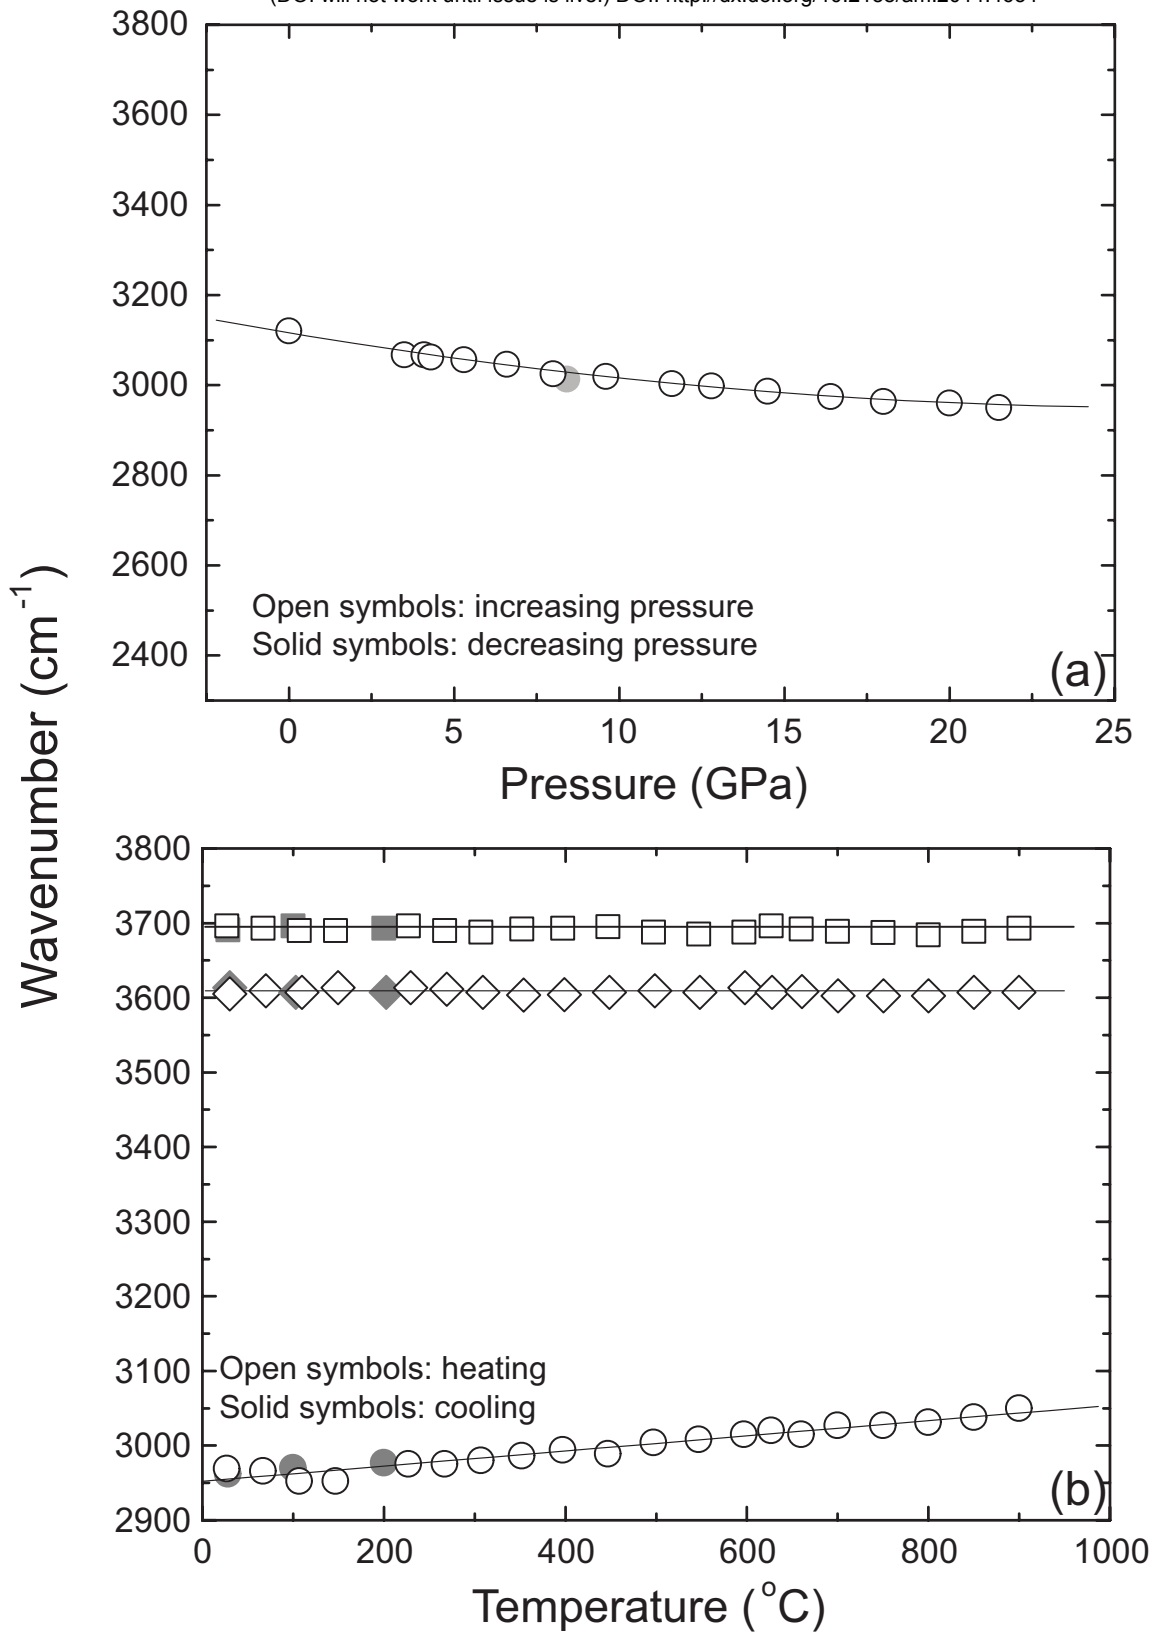 3800
3600
3400
3200
3000
2800
2600
2400
Open symbols: increasing pressure
Solid symbols: decreasing pressure
(a)
0 5 10 15 20 25
Pressure (GPa)
Wavenumber (cm-1)
3800
3700
3600
3500
3400
3300
3200
3100
3000
2900
Open symbols: heating
Solid symbols: cooling
(b)
0 200 400 600 800 1000
Temperature (°C)